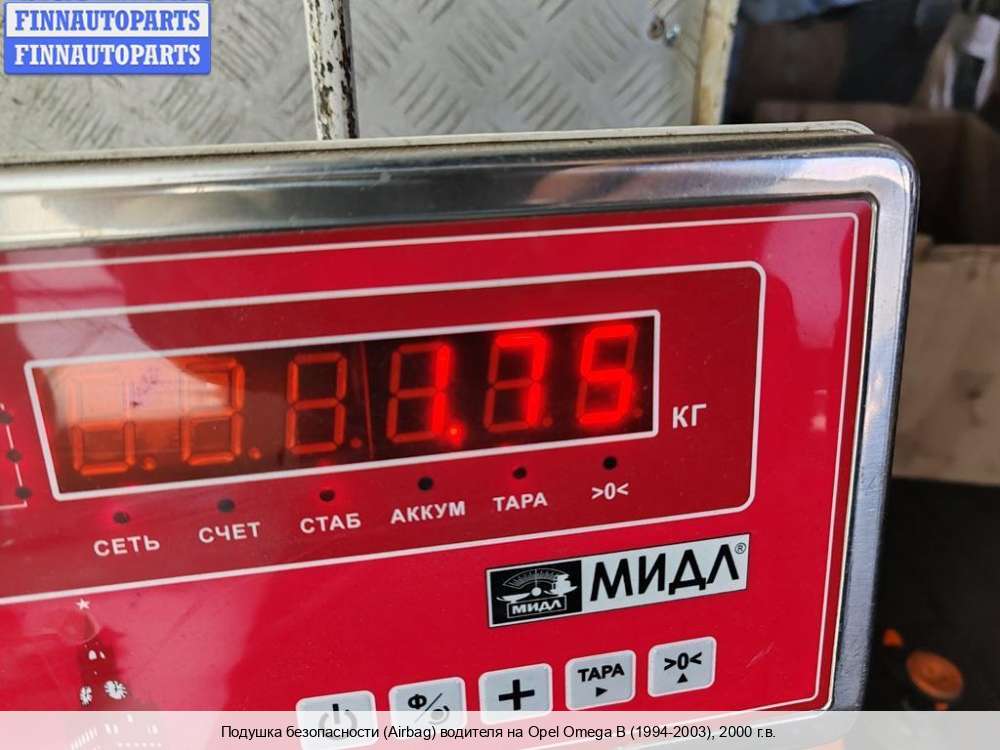 FINNAUTOPARTS
FINNAUTOPARTS
1.75
КГ
СЕТЬ СЧЕТ СТАБ АККУМ ТАРА >0<
МИДЛ МИДЛ®
Ф/ + ТАРА >0<
Подушка безопасности (Airbag) водителя на Opel Omega B (1994-2003), 2000 г.в.